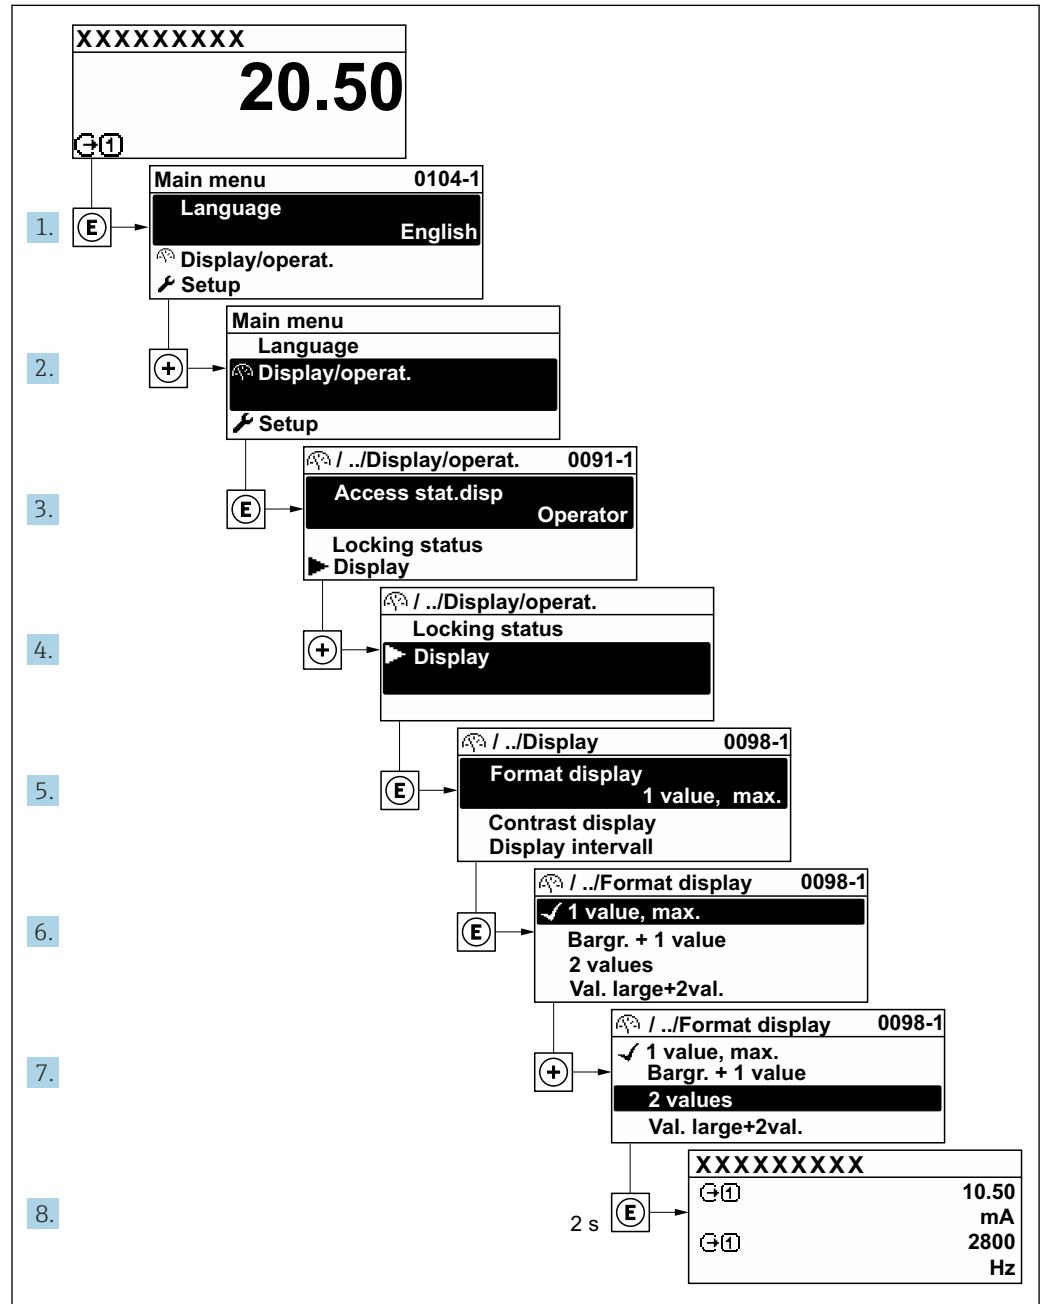 XXXXXXXXX
20.50
1
Main menu 0104-1
1. E Language
English
Display/operat.
Setup
Main menu
Language
2. + Display/operat.
Setup
/ ../Display/operat. 0091-1
3. E Access stat.disp
Operator
Locking status
Display
/ ../Display/operat.
Locking status
4. + Display
/ ../Display 0098-1
5. E Format display
1 value, max.
Contrast display
Display intervall
/ ../Format display 0098-1
6. E 1 value, max.
Bargr. + 1 value
2 values
Val. large+2val.
/ ../Format display 0098-1
7. + 1 value, max.
Bargr. + 1 value
2 values
Val. large+2val.
XXXXXXXXX
8. 2 s E 1 10.50
mA
1 2800
Hz